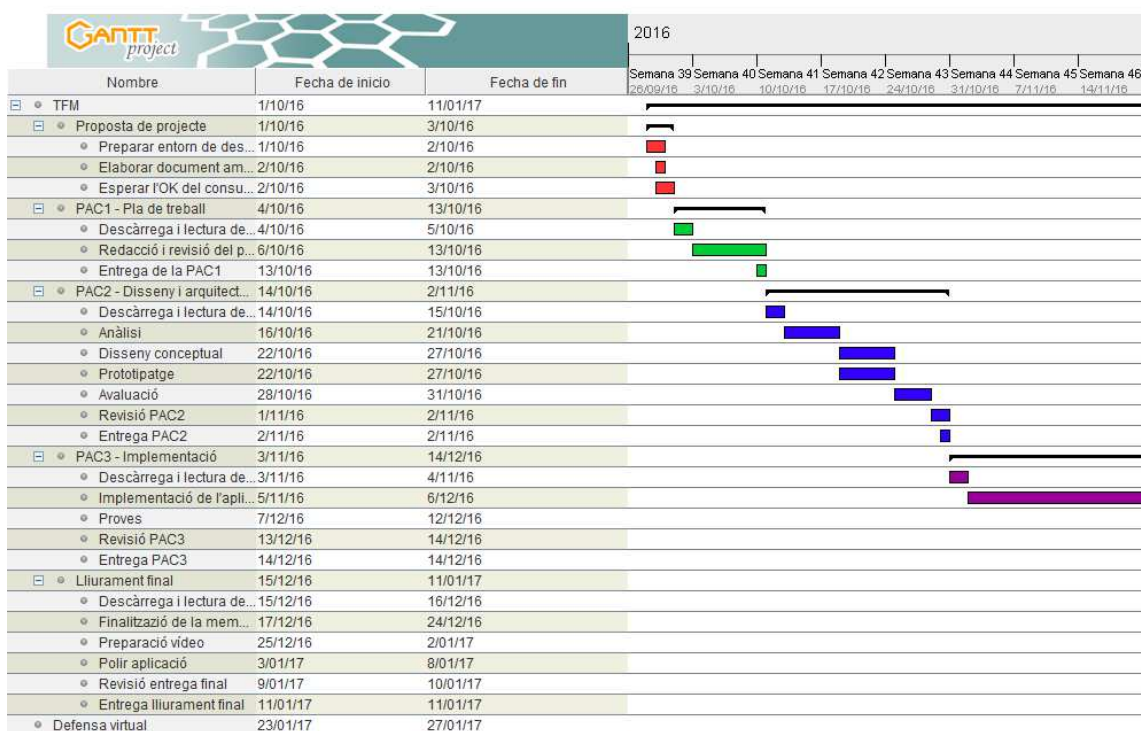 GANTT
project
2016
Nombre Fecha de inicio Fecha de fin
Semana 39 Semana 40 Semana 41 Semana 42 Semana 43 Semana 44 Semana 45 Semana 46
26/09/16 3/10/16 10/10/16 17/10/16 24/10/16 31/10/16 7/11/16 14/11/16
TFM 1/10/16 11/01/17
Proposta de projecte 1/10/16 3/10/16
Preparar entorn de des... 1/10/16 2/10/16
Elaborar document am... 2/10/16 2/10/16
Esperar l'OK del consu... 2/10/16 3/10/16
PAC1 - Pla de treball 4/10/16 13/10/16
Descàrrega i lectura de... 4/10/16 5/10/16
Redacció i revisió del p... 6/10/16 13/10/16
Entrega de la PAC1 13/10/16 13/10/16
PAC2 - Disseny i arquitect... 14/10/16 2/11/16
Descàrrega i lectura de... 14/10/16 15/10/16
Anàlisi 16/10/16 21/10/16
Disseny conceptual 22/10/16 27/10/16
Prototipatge 22/10/16 27/10/16
Avaluació 28/10/16 31/10/16
Revisió PAC2 1/11/16 2/11/16
Entrega PAC2 2/11/16 2/11/16
PAC3 - Implementació 3/11/16 14/12/16
Descàrrega i lectura de... 3/11/16 4/11/16
Implementació de l'apli... 5/11/16 6/12/16
Proves 7/12/16 12/12/16
Revisió PAC3 13/12/16 14/12/16
Entrega PAC3 14/12/16 14/12/16
Lliurament final 15/12/16 11/01/17
Descàrrega i lectura de... 15/12/16 16/12/16
Finalització de la mem... 17/12/16 24/12/16
Preparació vídeo 25/12/16 2/01/17
Polir aplicació 3/01/17 8/01/17
Revisió entrega final 9/01/17 10/01/17
Entrega lliurament final 11/01/17 11/01/17
Defensa virtual 23/01/17 27/01/17